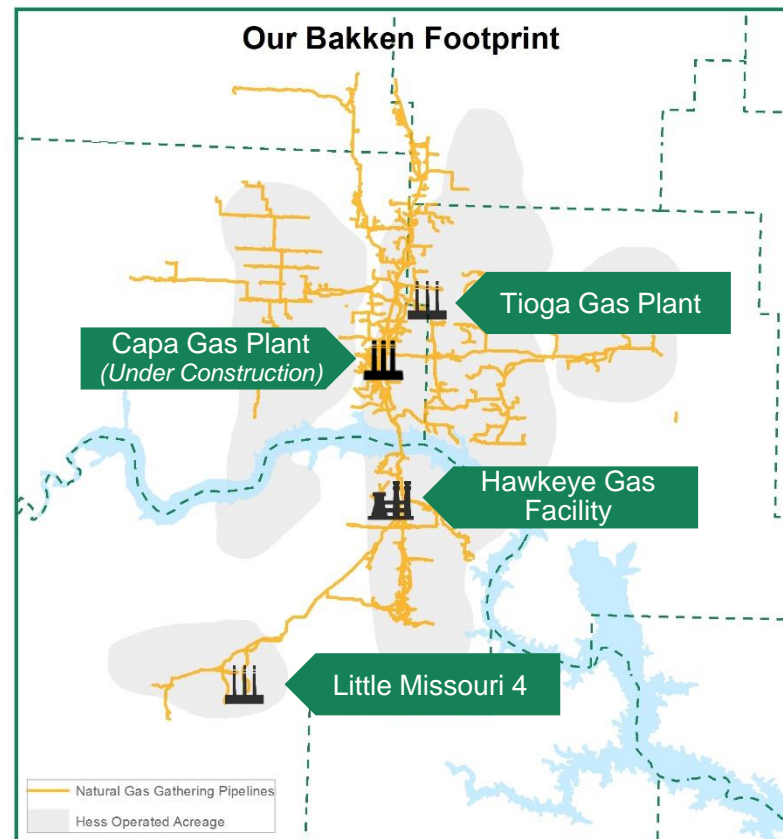 Our Bakken Footprint
Tioga Gas Plant
Capa Gas Plant
(Under Construction)
Hawkeye Gas
Facility
Little Missouri 4
Natural Gas Gathering Pipelines
Hess Operated Acreage